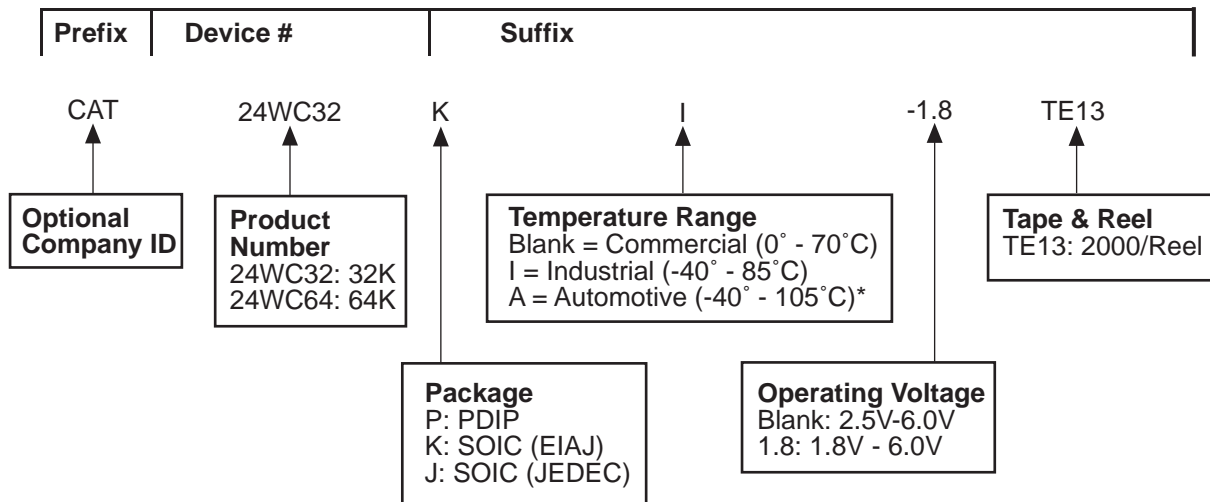 Prefix Device # Suffix
CAT 24WC32 K I -1.8 TE13
Optional
Company ID
Product
Number
24WC32: 32K
24WC64: 64K
Temperature Range
Blank = Commercial (0˚ - 70˚C)
I = Industrial (-40˚ - 85˚C)
A = Automotive (-40˚ - 105˚C)*
Tape & Reel
TE13: 2000/Reel
Package
P: PDIP
K: SOIC (EIAJ)
J: SOIC (JEDEC)
Operating Voltage
Blank: 2.5V-6.0V
1.8: 1.8V - 6.0V